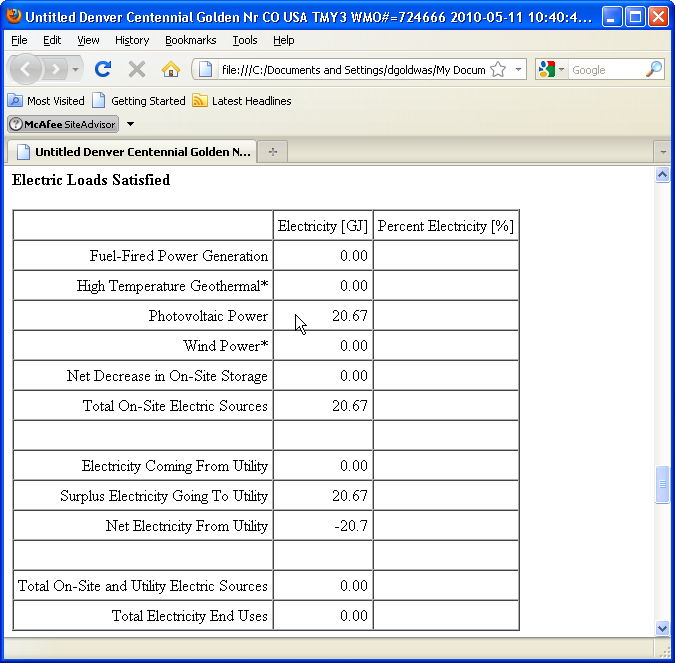 Untitled Denver Centennial Golden Nr CO USA TMY3 WMO#=724666 2010-05-11 10:40:4...
File Edit View History Bookmarks Tools Help
file:///C:/Documents and Settings/dgoldwas/My Docum Google
Most Visited Getting Started Latest Headlines
McAfee SiteAdvisor
Untitled Denver Centennial Golden N...
Electric Loads Satisfied
Electricity [GJ] Percent Electricity [%]
Fuel-Fired Power Generation 0.00
High Temperature Geothermal* 0.00
Photovoltaic Power 20.67
Wind Power* 0.00
Net Decrease in On-Site Storage 0.00
Total On-Site Electric Sources 20.67
Electricity Coming From Utility 0.00
Surplus Electricity Going To Utility 20.67
Net Electricity From Utility -20.7
Total On-Site and Utility Electric Sources 0.00
Total Electricity End Uses 0.00